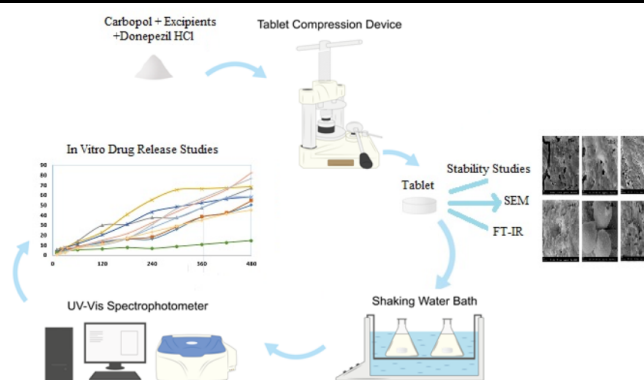 Carbopol + Excipients
+Donepezil HCl
Tablet Compression Device
In Vitro Drug Release Studies
90
80
70
60
50
40
30
20
10
0
0
120
240
360
480
Tablet
Stability Studies
SEM
FT-IR
UV-Vis Spectrophotometer
Shaking Water Bath